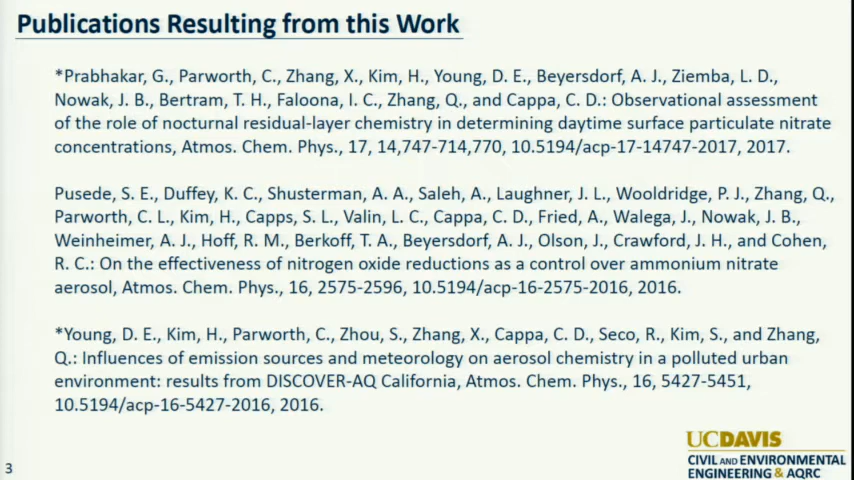 Publications Resulting from this Work
*Prabhakar, G., Parworth, C., Zhang, X., Kim, H., Young, D. E., Beyersdorf, A. J., Ziemba, L. D.,
Nowak, J. B., Bertram, T. H., Faloona, I. C., Zhang, Q., and Cappa, C. D.: Observational assessment
of the role of nocturnal residual-layer chemistry in determining daytime surface particulate nitrate
concentrations, Atmos. Chem. Phys., 17, 14,747-714,770, 10.5194/acp-17-14747-2017, 2017.
Pusede, S. E., Duffey, K. C., Shusterman, A. A., Saleh, A., Laughner, J. L., Wooldridge, P. J., Zhang, Q.,
Parworth, C. L., Kim, H., Capps, S. L., Valin, L. C., Cappa, C. D., Fried, A., Walega, J., Nowak, J. B.,
Weinheimer, A. J., Hoff, R. M., Berkoff, T. A., Beyersdorf, A. J., Olson, J., Crawford, J. H., and Cohen,
R. C.: On the effectiveness of nitrogen oxide reductions as a control over ammonium nitrate
aerosol, Atmos. Chem. Phys., 16, 2575-2596, 10.5194/acp-16-2575-2016, 2016.
*Young, D. E., Kim, H., Parworth, C., Zhou, S., Zhang, X., Cappa, C. D., Seco, R., Kim, S., and Zhang,
Q.: Influences of emission sources and meteorology on aerosol chemistry in a polluted urban
environment: results from DISCOVER-AQ California, Atmos. Chem. Phys., 16, 5427-5451,
10.5194/acp-16-5427-2016, 2016.
UCDAVIS
CIVIL AND ENVIRONMENTAL
ENGINEERING & AQRC
3